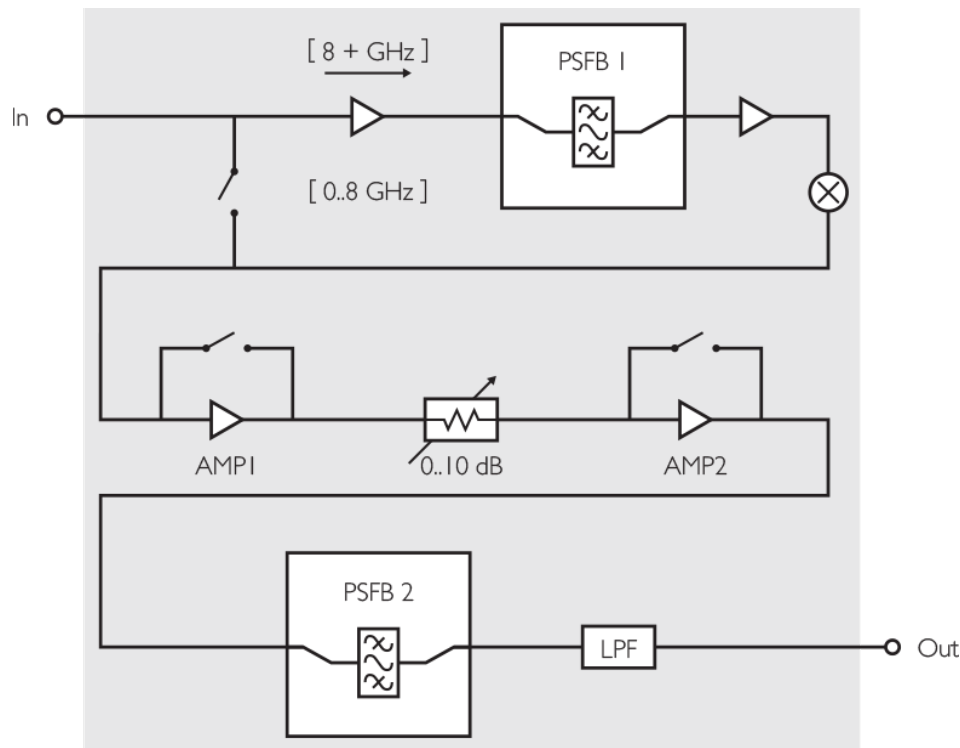 [ 8 + GHz ]
PSFB 1
In
[ 0..8 GHz ]
AMP1
0..10 dB
AMP2
PSFB 2
LPF
Out